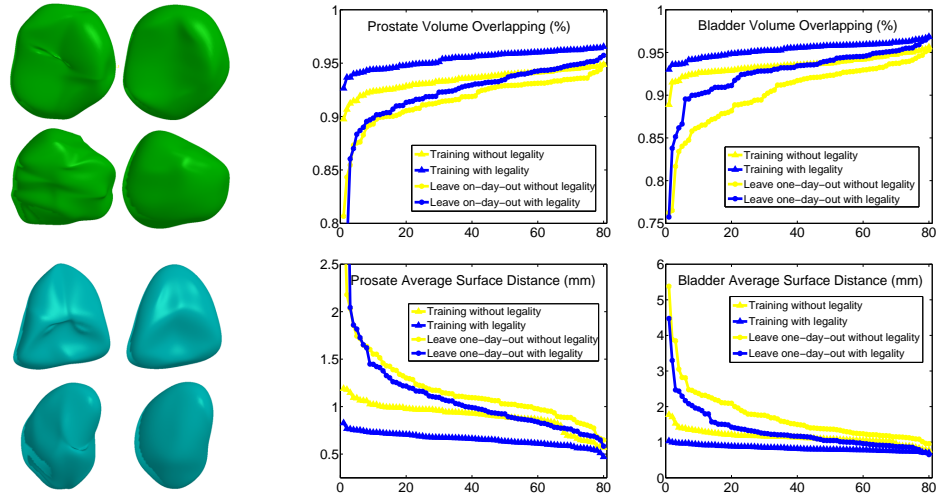 Prostate Volume Overlapping (%)
1
0.95
0.9
0.85
0.8
0 20 40 60 80
Training without legality
Training with legality
Leave on-day-out without legality
Leave on-day-out with legality
Bladder Volume Overlapping (%)
1
0.95
0.9
0.85
0.8
0.75
0 20 40 60 80
Training without legality
Training with legality
Leave one-day-out without legality
Leave one-day-out with legality
Prosate Average Surface Distance (mm)
2.5
2
1.5
1
0.5
0 20 40 60 80
Training without legality
Training with legality
Leave one-day-out without legality
Leave one-day-out with legality
Bladder Average Surface Distance (mm)
6
5
4
3
2
1
0
0 20 40 60 80
Training without legality
Training with legality
Leave one-day-out without legality
Leave one-day-out with legality